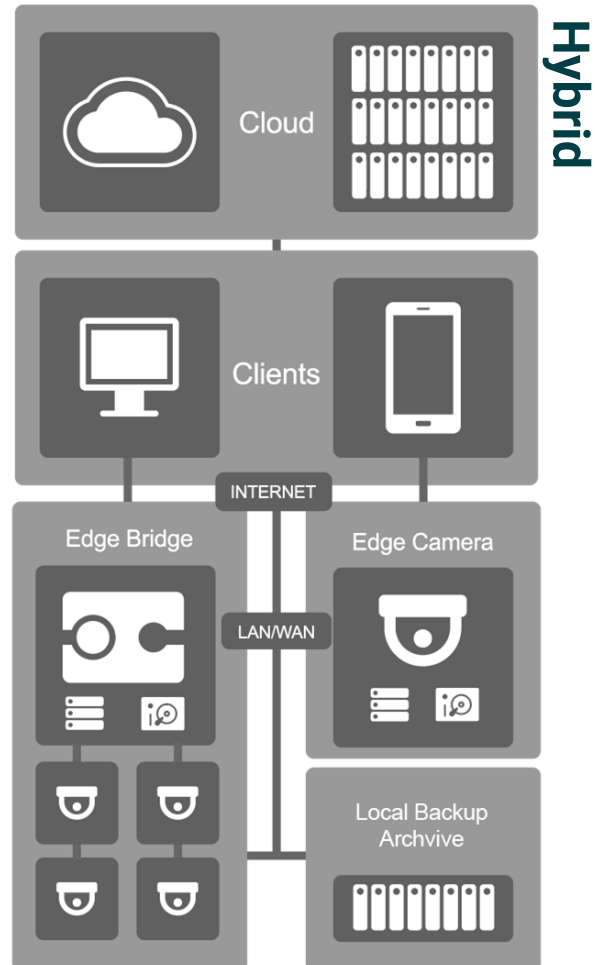 Hybrid
Cloud
Clients
INTERNET
Edge Bridge
Edge Camera
LAN/WAN
Local Backup
Archvive